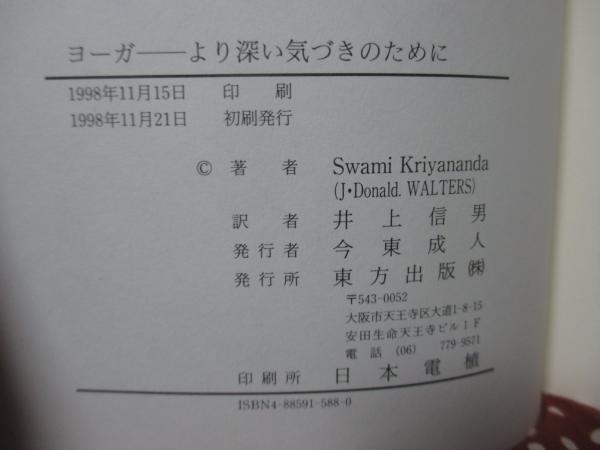 ヨーガ――より深い気づきのために
1998年11月15日　印　刷
1998年11月21日　初刷発行
© 著　者　Swami Kriyananda
(J・Donald. WALTERS)
訳　者　井　上　信　男
発行者　今　東　成　人
発行所　東　方　出　版　㈱
〒543-0052
大阪市天王寺区大道1-8-15
安田生命天王寺ビル1F
電　話　(06)　779-9571
印刷所　日　本　電　植
ISBN4-88591-588-0